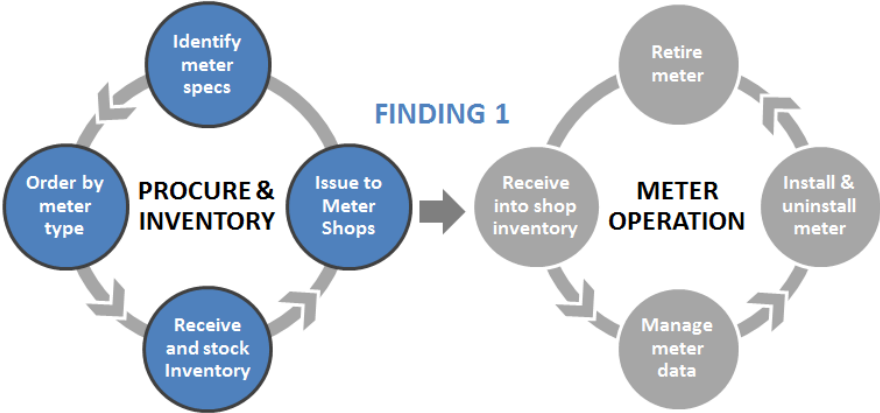 Identify
meter
specs
FINDING 1
Order by
meter
type
PROCURE &
INVENTORY
Issue to
Meter
Shops
Receive
and stock
Inventory
Retire
meter
Receive
into shop
inventory
METER
OPERATION
Install &
uninstall
meter
Manage
meter
data